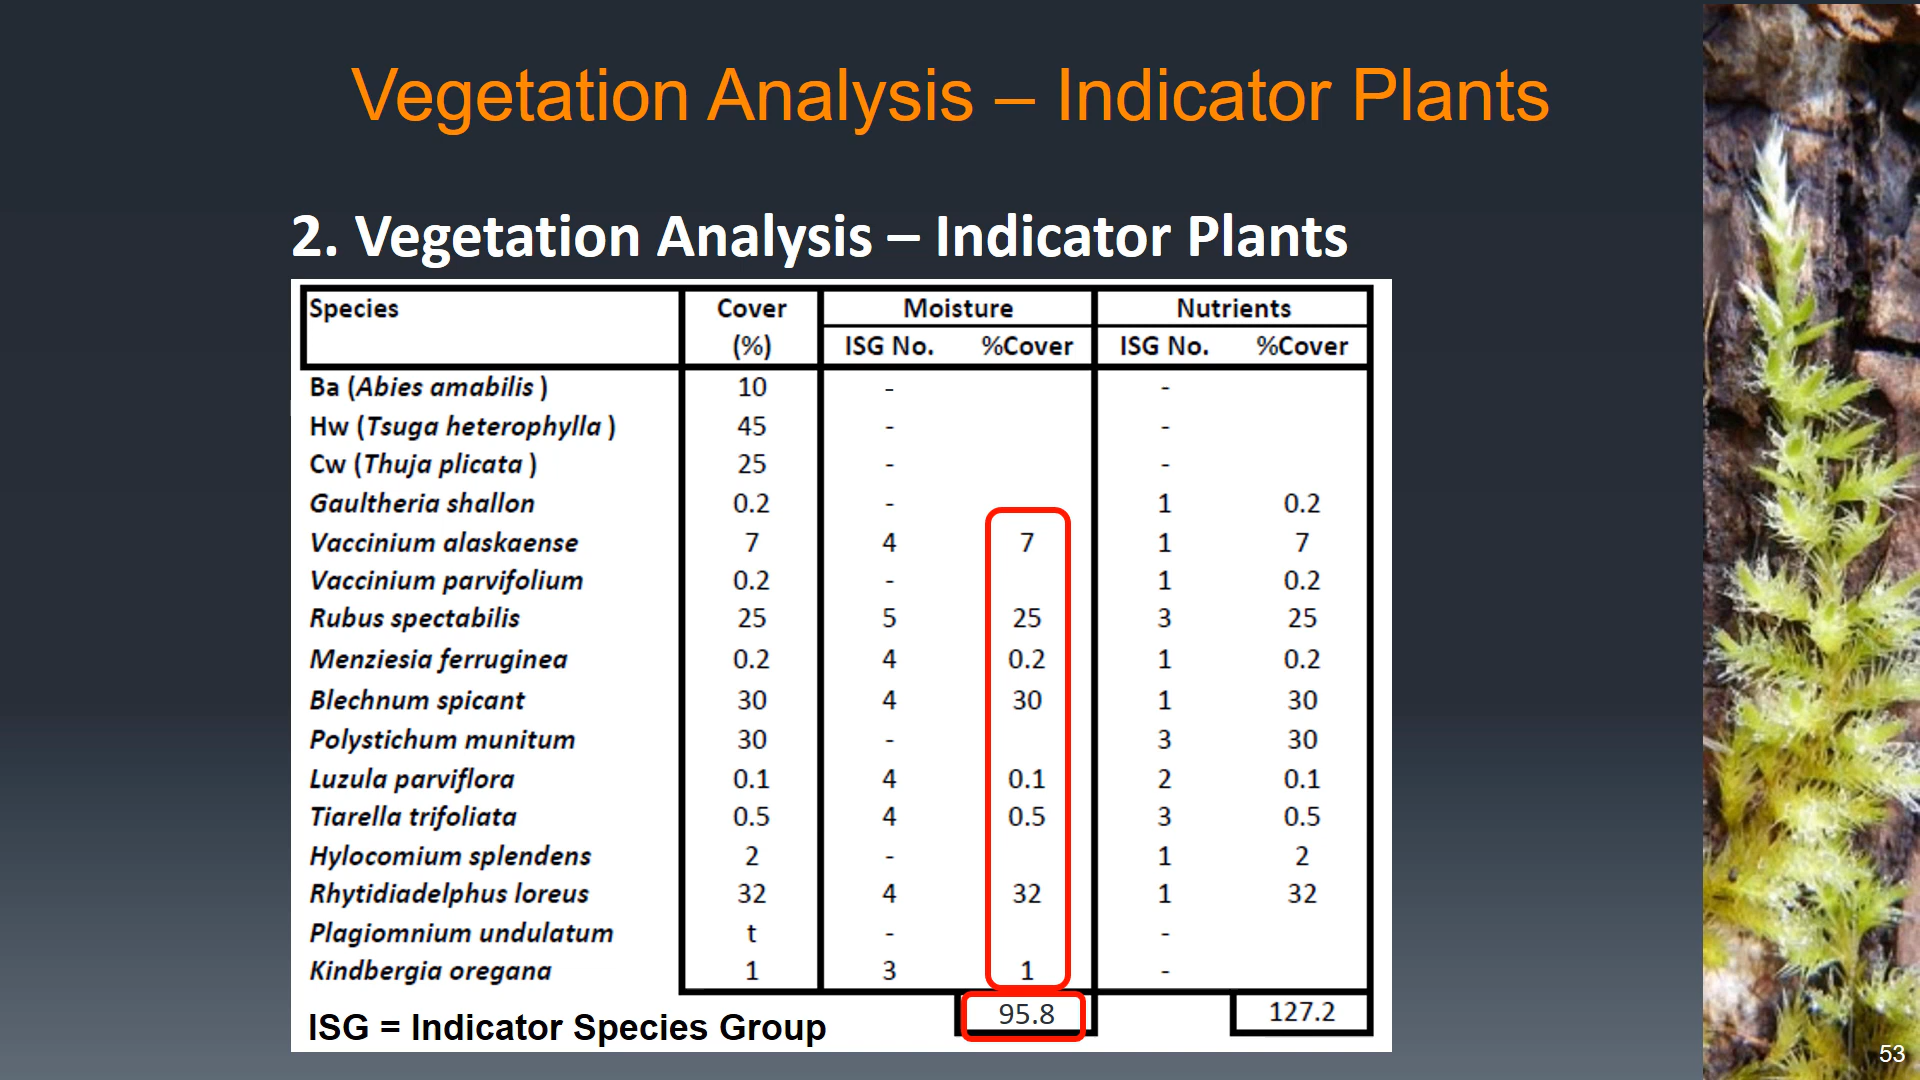 Vegetation Analysis – Indicator Plants
2. Vegetation Analysis – Indicator Plants
Species Cover Moisture Nutrients
(%) ISG No. %Cover ISG No. %Cover
Ba (Abies amabilis ) 10 - -
Hw (Tsuga heterophylla ) 45 - -
Cw (Thuja plicata ) 25 - -
Gaultheria shallon 0.2 - 1 0.2
Vaccinium alaskaense 7 4 7 1 7
Vaccinium parvifolium 0.2 - 1 0.2
Rubus spectabilis 25 5 25 3 25
Menziesia ferruginea 0.2 4 0.2 1 0.2
Blechnum spicant 30 4 30 1 30
Polystichum munitum 30 - 3 30
Luzula parviflora 0.1 4 0.1 2 0.1
Tiarella trifoliata 0.5 4 0.5 3 0.5
Hylocomium splendens 2 - 1 2
Rhytidiadelphus loreus 32 4 32 1 32
Plagiomnium undulatum t - -
Kindbergia oregana 1 3 1 -
95.8 127.2
ISG = Indicator Species Group
53